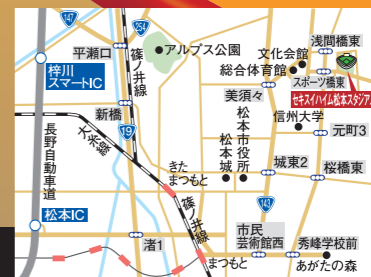 147
254
平瀬口
アルプス公園
文化会館
浅間橋東
総合体育館
スポーツ橋東
梓川
スマートIC
篠ノ井線
セキスイハイム松本スタジアム
新橋
美須々
信州大学
元町3
19
大糸線
松本市役所
松本城
長野自動車道
きた
まつもと
城東2
桜橋東
143
松本IC
篠ノ井線
渚1
市民
芸術館西
秀峰学校前
まつもと
あがたの森